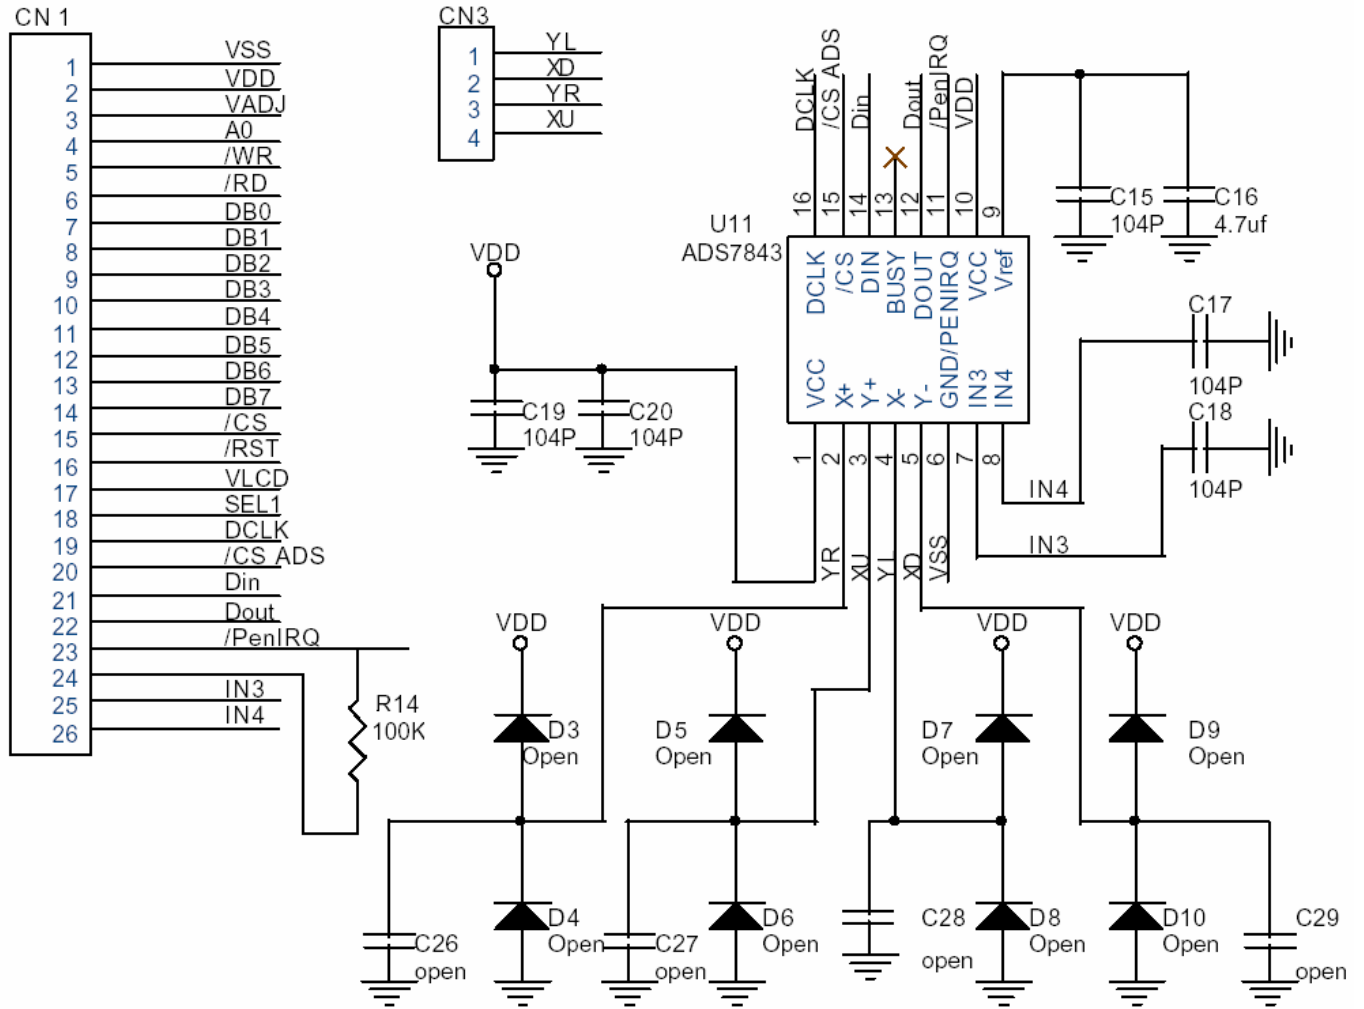 CN 1
1 VSS
2 VDD
3 VADJ
4 A0
5 /WR
6 /RD
7 DB0
8 DB1
9 DB2
10 DB3
11 DB4
12 DB5
13 DB6
14 DB7
15 /CS
16 /RST
17 VLCD
18 SEL1
19 DCLK
20 /CS ADS
21 Din
22 Dout
23 /PenIRQ
24
25 IN3
26 IN4
R14
100K
CN3
1 YL
2 XD
3 YR
4 XU
VDD
C19
104P
C20
104P
U11
ADS7843
DCLK
/CS ADS
Din
Dout
/PenIRQ
VDD
16 15 14 13 12 11 10 9
DCLK
/CS
DIN
BUSY
DOUT
GND/PENIRQ
VCC
Vref
VCC
X+
Y+
X-
Y-
IN3
IN4
1 2 3 4 5 6 7 8
YR
XU
YL
XD
VSS
IN4
IN3
C15
104P
C16
4.7uf
C17
104P
C18
104P
VDD
VDD
VDD
VDD
D3
Open
D5
Open
D7
Open
D9
Open
D4
Open
D6
Open
D8
Open
D10
Open
C26
open
C27
open
C28
open
C29
open